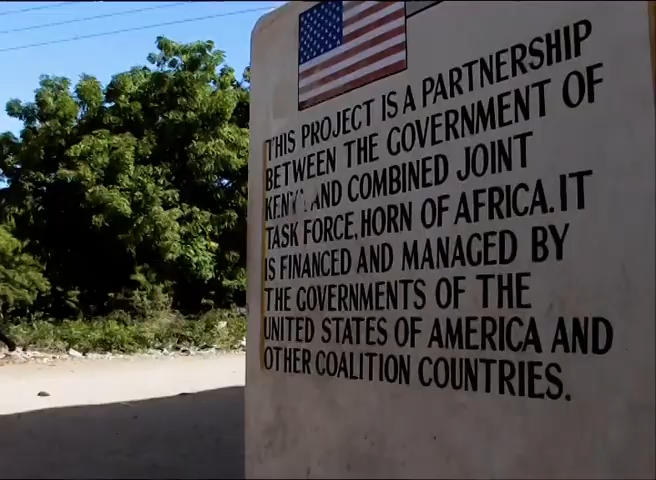 THIS PROJECT IS A PARTNERSHIP
BETWEEN THE GOVERNMENT OF
KENYA AND COMBINED JOINT
TASK FORCE, HORN OF AFRICA. IT
IS FINANCED AND MANAGED BY
THE GOVERNMENTS OF THE
UNITED STATES OF AMERICA AND
OTHER COALITION COUNTRIES.